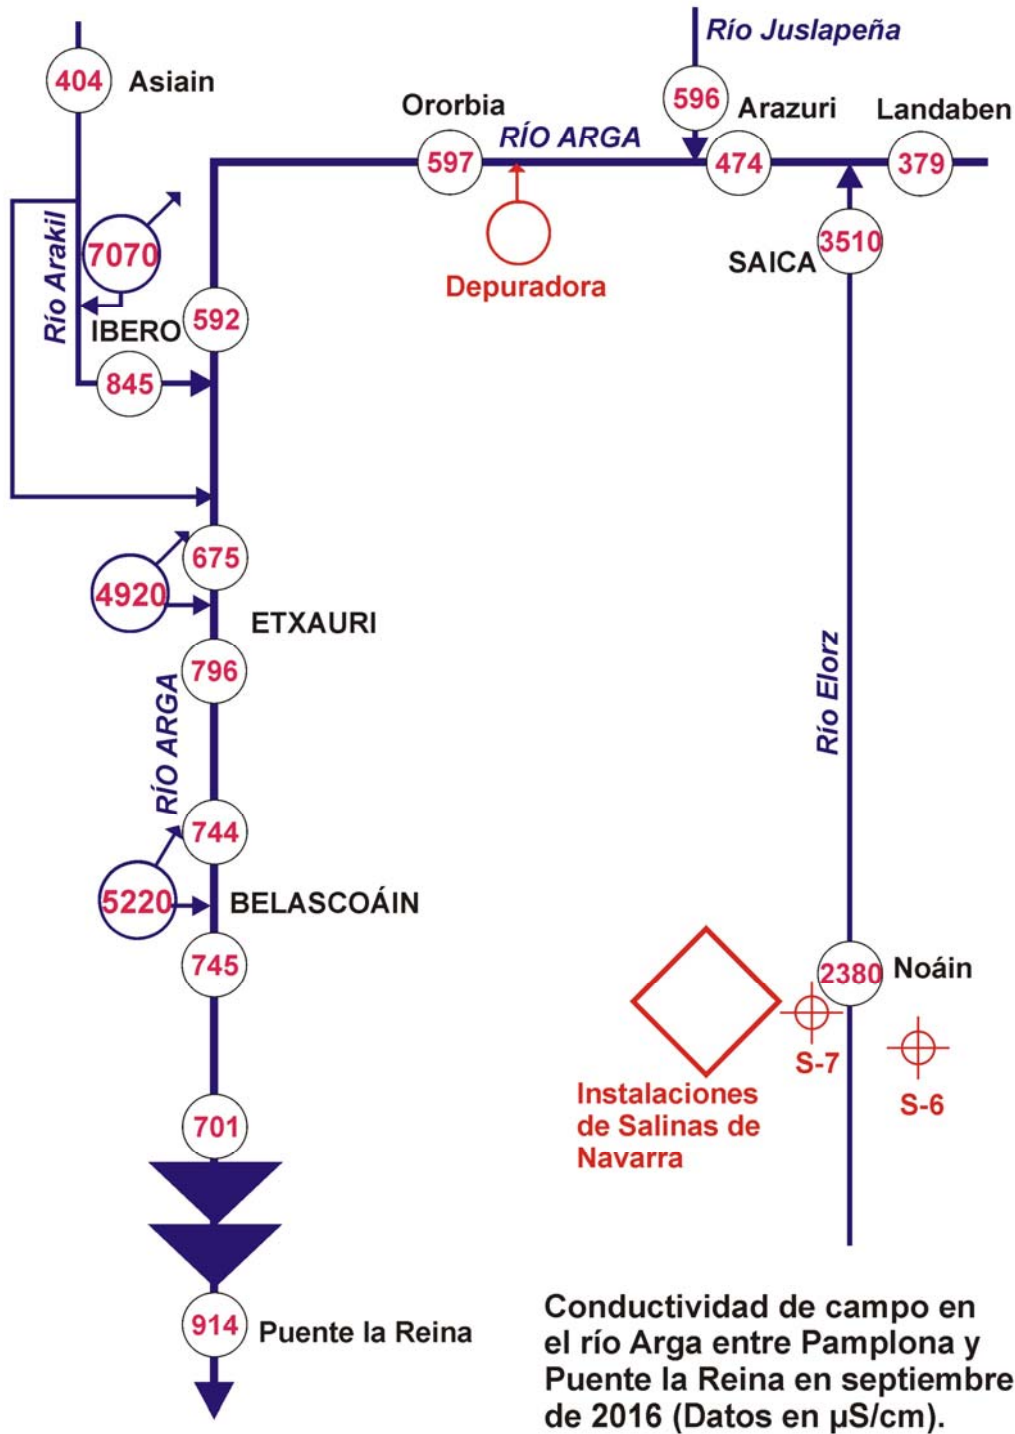 Río Juslapeña
404
Asiain
596
Ororbia
Arazuri
Landaben
RÍO ARGA
597
474
379
Río Arakil
7070
3510
SAICA
Depuradora
IBERO
592
845
675
4920
ETXAURI
796
RÍO ARGA
Río Elorz
744
5220
BELASCOÁIN
745
2380
Noáin
S-7
S-6
Instalaciones
de Salinas de
Navarra
701
914
Puente la Reina
Conductividad de campo en
el río Arga entre Pamplona y
Puente la Reina en septiembre
de 2016 (Datos en µS/cm).